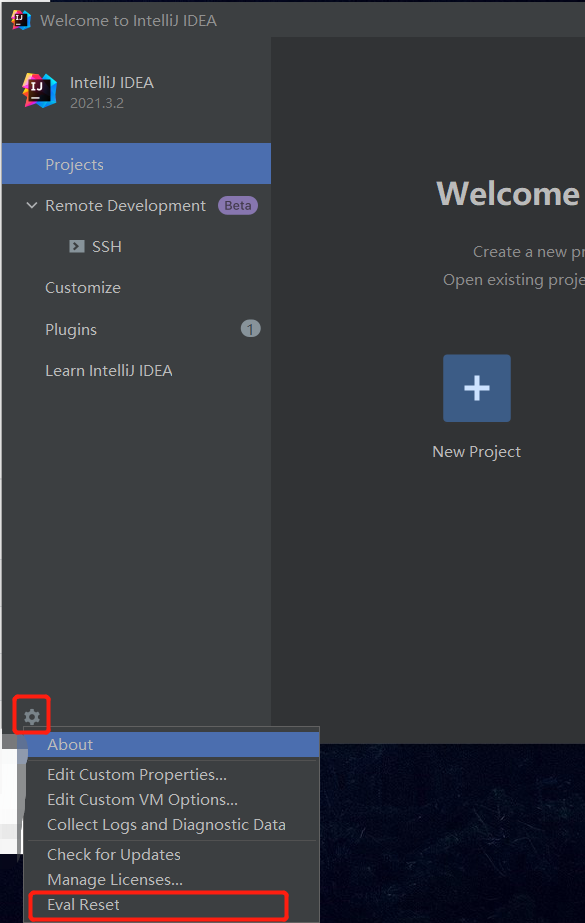 Welcome to IntelliJ IDEA
IntelliJ IDEA
2021.3.2
Projects
Remote Development Beta
SSH
Customize
Plugins 1
Learn IntelliJ IDEA
Welcome
Create a new pr
Open existing proje
New Project
About
Edit Custom Properties...
Edit Custom VM Options...
Collect Logs and Diagnostic Data
Check for Updates
Manage Licenses...
Eval Reset